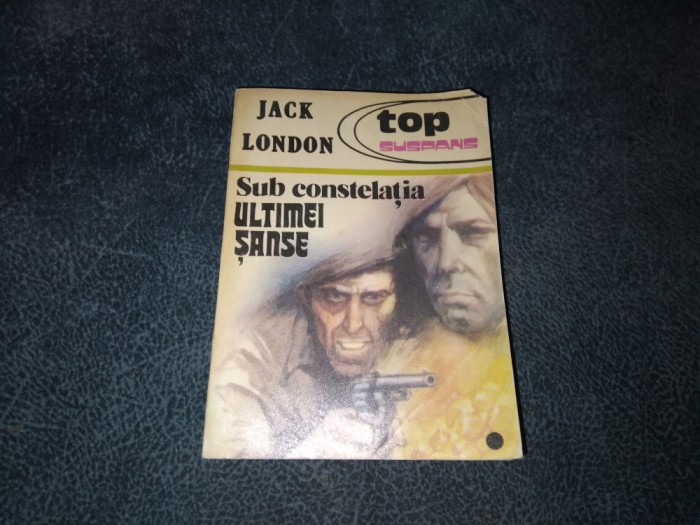 JACK
LONDON
top
SUSPANS
Sub constelația
ULTIMEI
ȘANSE